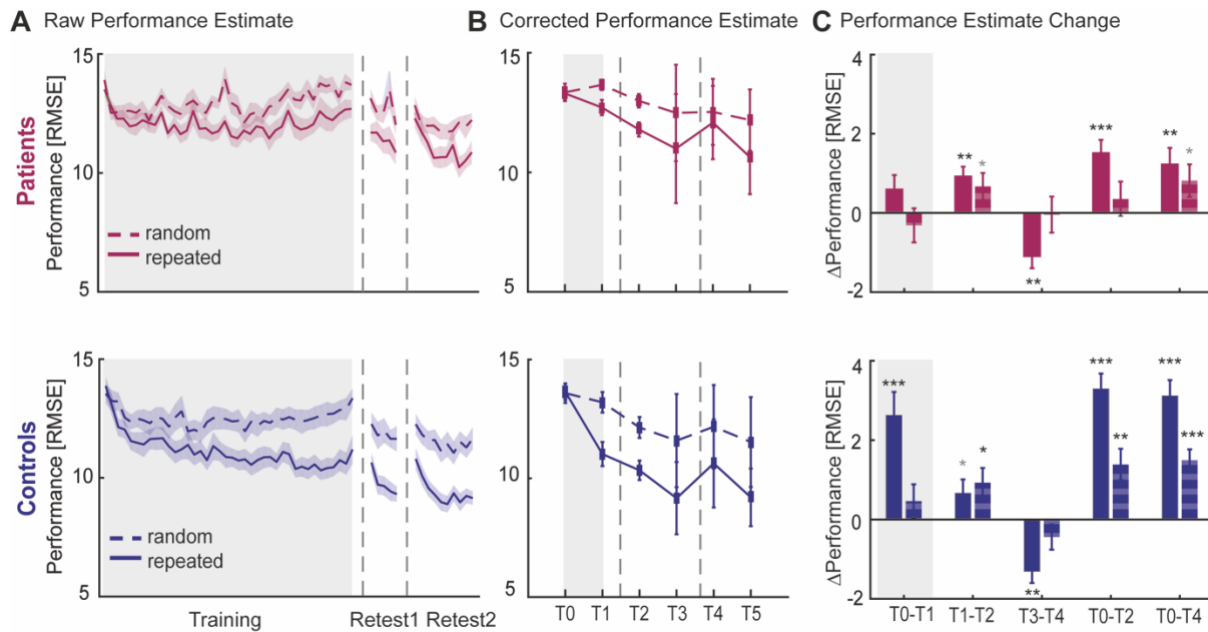 A Raw Performance Estimate
B Corrected Performance Estimate
C Performance Estimate Change
Patients
Performance [RMSE]
15
10
5
random
repeated
15
10
5
ΔPerformance [RMSE]
4
2
0
-2
**
*
**
***
**
*
Controls
Performance [RMSE]
15
10
5
random
repeated
Training
Retest1
Retest2
15
10
5
T0
T1
T2
T3
T4
T5
ΔPerformance [RMSE]
4
2
0
-2
***
*
*
**
***
**
***
***
T0-T1
T1-T2
T3-T4
T0-T2
T0-T4